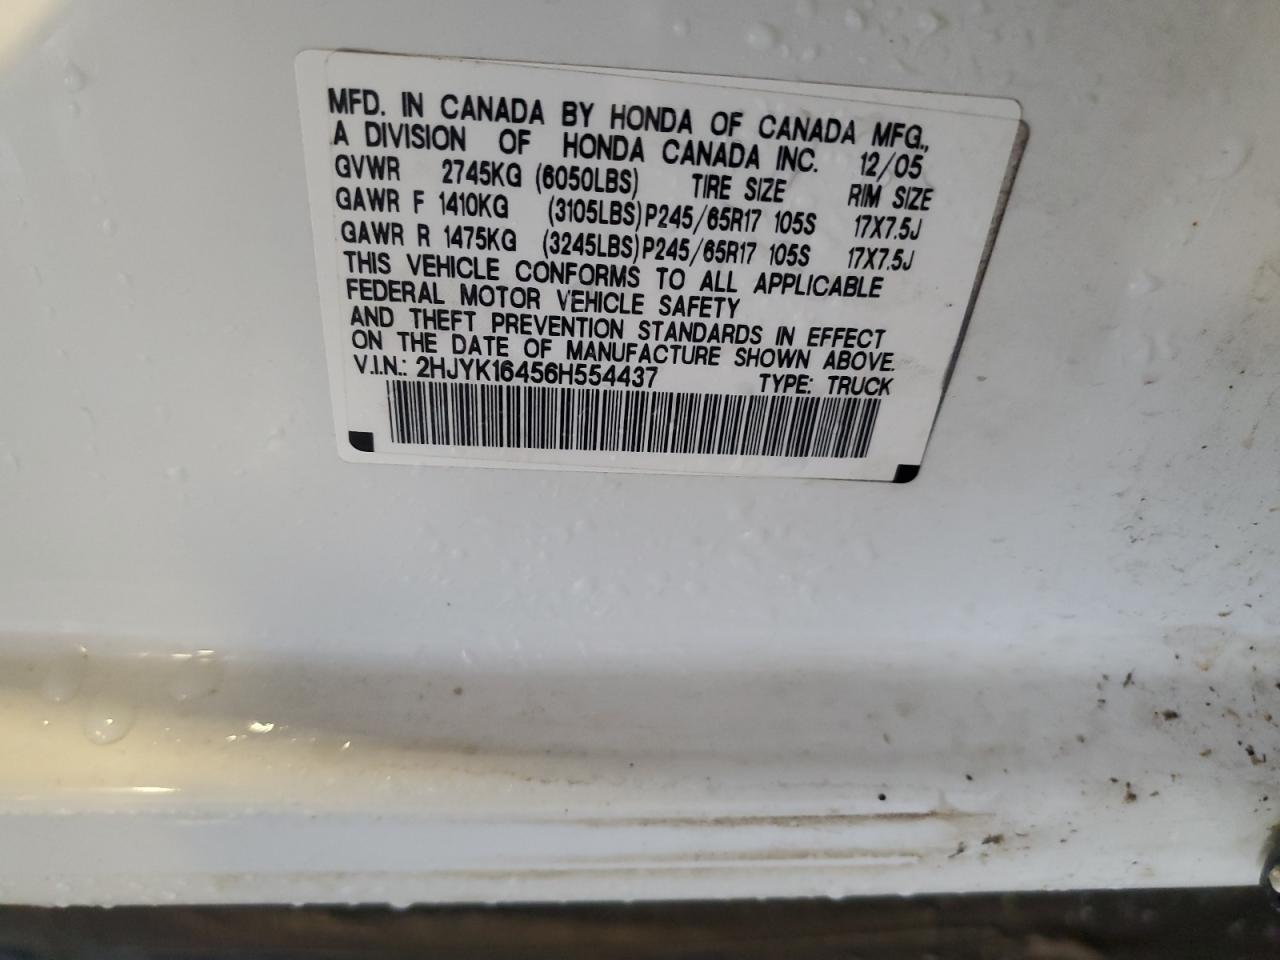 MFD. IN CANADA BY HONDA OF CANADA MFG.,
A DIVISION OF HONDA CANADA INC. 12/05
GVWR 2745KG (6050LBS) TIRE SIZE RIM SIZE
GAWR F 1410KG (3105LBS) P245/65R17 105S 17X7.5J
GAWR R 1475KG (3245LBS) P245/65R17 105S 17X7.5J
THIS VEHICLE CONFORMS TO ALL APPLICABLE
FEDERAL MOTOR VEHICLE SAFETY
AND THEFT PREVENTION STANDARDS IN EFFECT
ON THE DATE OF MANUFACTURE SHOWN ABOVE.
V.I.N.: 2HJYK16456H554437 TYPE: TRUCK